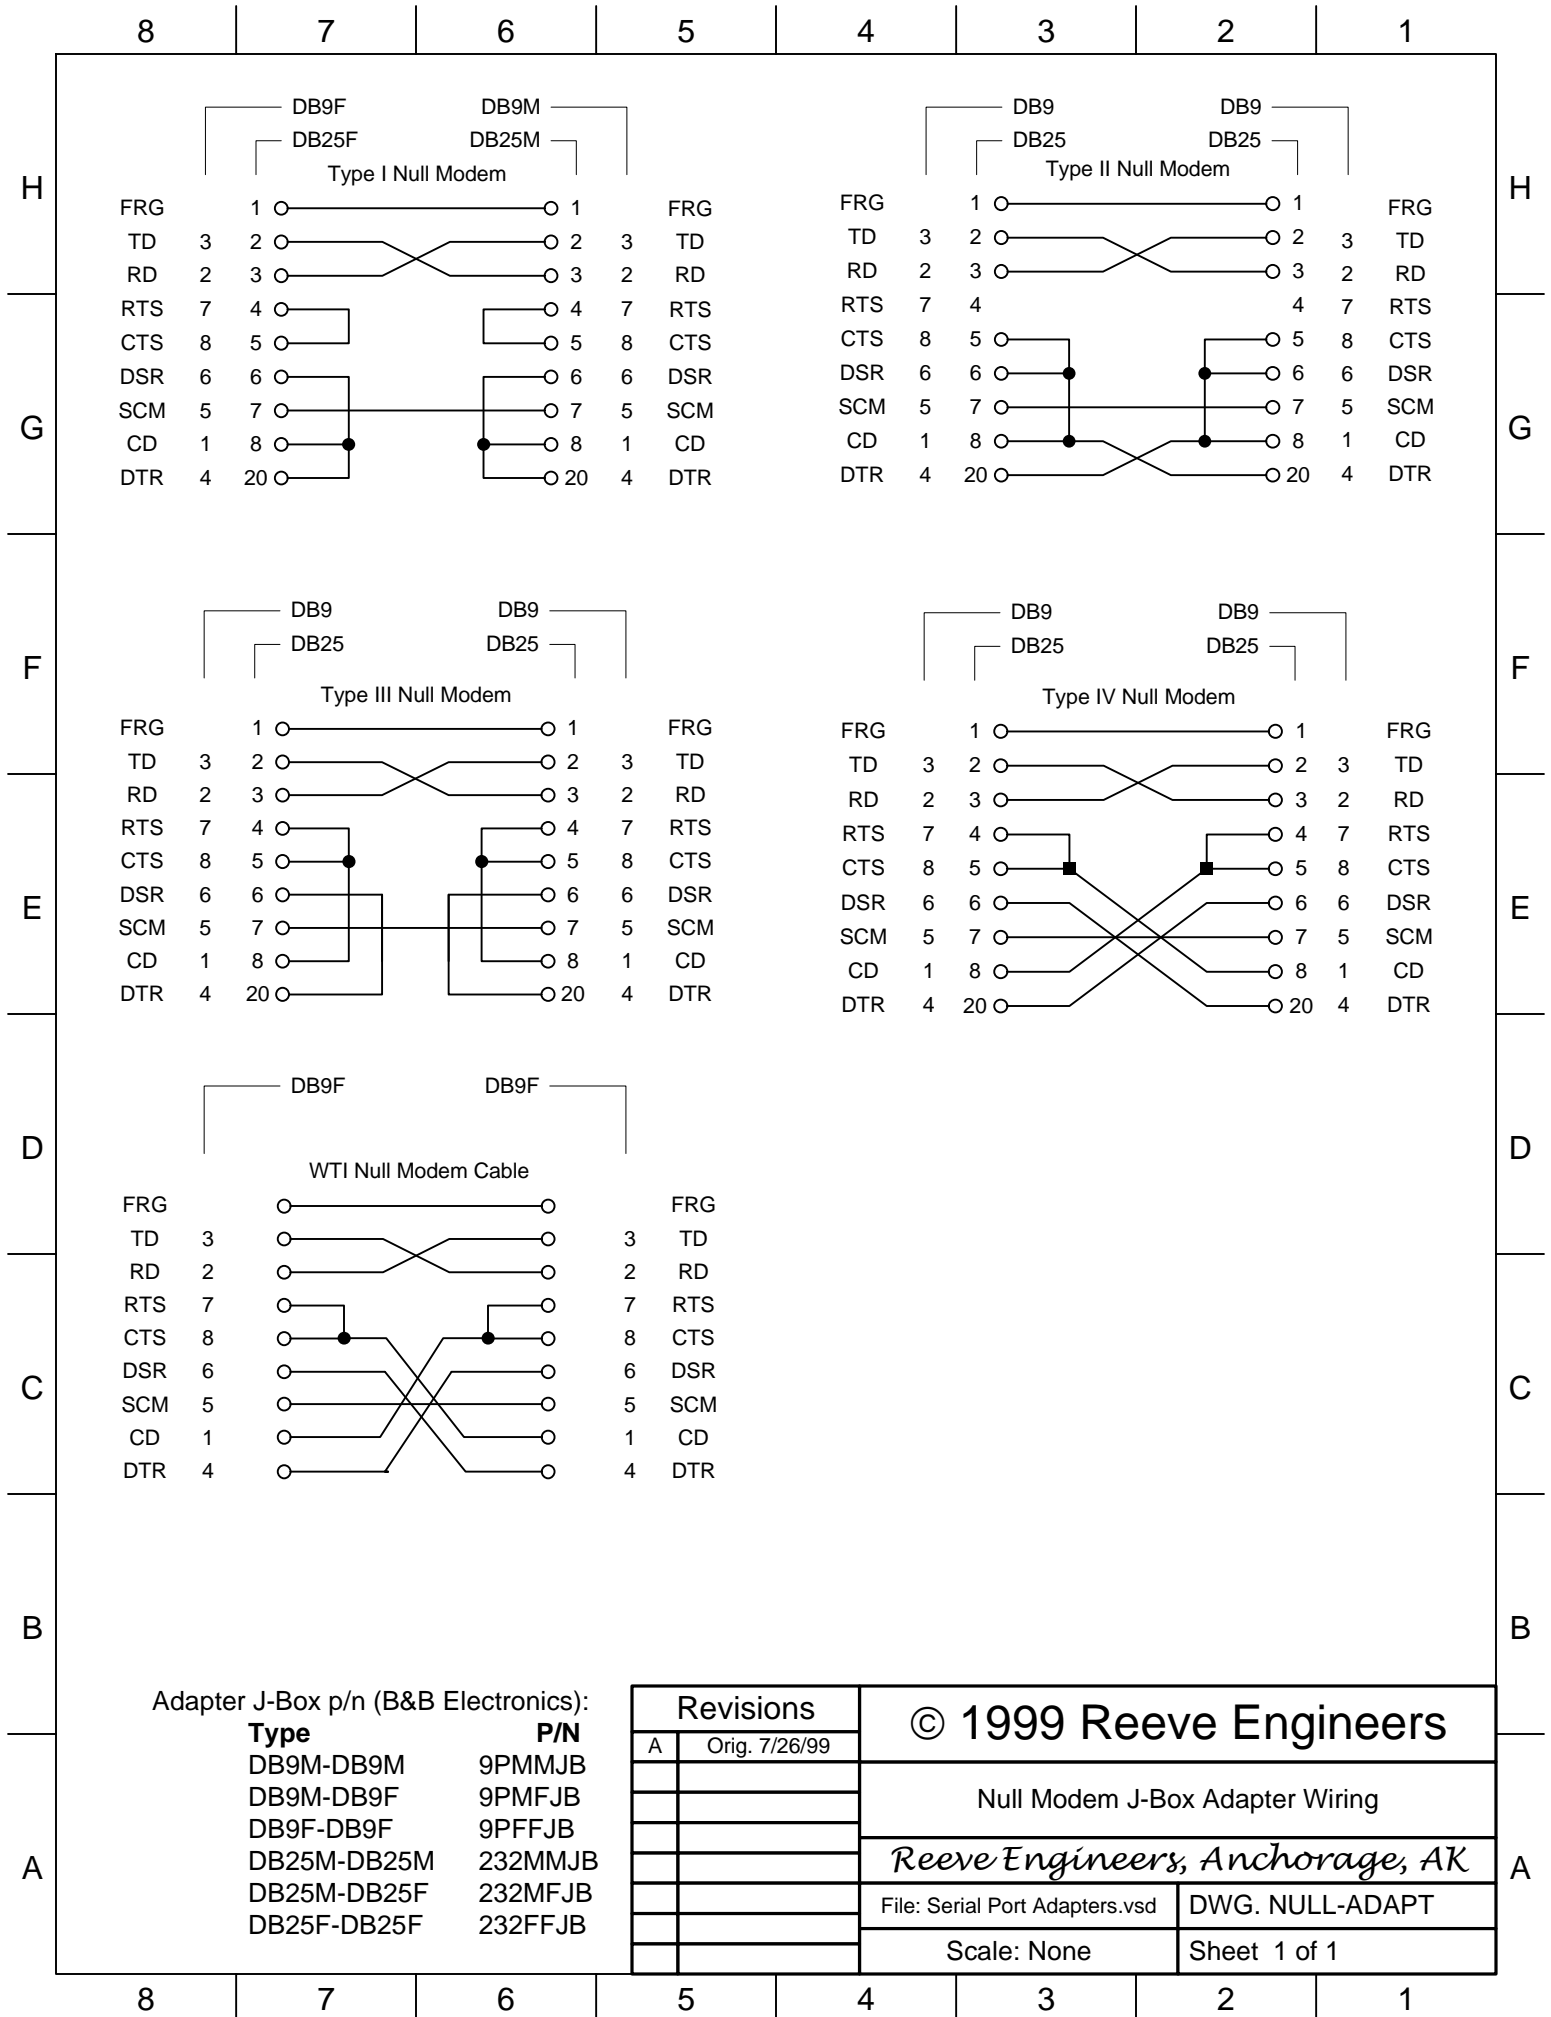 8 7 6 5 4 3 2 1
H H
G G
F F
E E
D D
C C
B B
A A
DB9F DB9M
DB25F DB25M
Type I Null Modem
FRG 1 1 FRG
TD 3 2 2 3 TD
RD 2 3 3 2 RD
RTS 7 4 4 7 RTS
CTS 8 5 5 8 CTS
DSR 6 6 6 6 DSR
SCM 5 7 7 5 SCM
CD 1 8 8 1 CD
DTR 4 20 20 4 DTR
DB9 DB9
DB25 DB25
Type II Null Modem
FRG 1 1 FRG
TD 3 2 2 3 TD
RD 2 3 3 2 RD
RTS 7 4 4 7 RTS
CTS 8 5 5 8 CTS
DSR 6 6 6 6 DSR
SCM 5 7 7 5 SCM
CD 1 8 8 1 CD
DTR 4 20 20 4 DTR
DB9 DB9
DB25 DB25
Type III Null Modem
FRG 1 1 FRG
TD 3 2 2 3 TD
RD 2 3 3 2 RD
RTS 7 4 4 7 RTS
CTS 8 5 5 8 CTS
DSR 6 6 6 6 DSR
SCM 5 7 7 5 SCM
CD 1 8 8 1 CD
DTR 4 20 20 4 DTR
DB9 DB9
DB25 DB25
Type IV Null Modem
FRG 1 1 FRG
TD 3 2 2 3 TD
RD 2 3 3 2 RD
RTS 7 4 4 7 RTS
CTS 8 5 5 8 CTS
DSR 6 6 6 6 DSR
SCM 5 7 7 5 SCM
CD 1 8 8 1 CD
DTR 4 20 20 4 DTR
DB9F DB9F
WTI Null Modem Cable
FRG FRG
TD 3 3 TD
RD 2 2 RD
RTS 7 7 RTS
CTS 8 8 CTS
DSR 6 6 DSR
SCM 5 5 SCM
CD 1 1 CD
DTR 4 4 DTR
Adapter J-Box p/n (B&B Electronics):
Type P/N
DB9M-DB9M 9PMMJB
DB9M-DB9F 9PMFJB
DB9F-DB9F 9PFFJB
DB25M-DB25M 232MMJB
DB25M-DB25F 232MFJB
DB25F-DB25F 232FFJB
Revisions
A Orig. 7/26/99
© 1999 Reeve Engineers
Null Modem J-Box Adapter Wiring
Reeve Engineers, Anchorage, AK
File: Serial Port Adapters.vsd DWG. NULL-ADAPT
Scale: None Sheet 1 of 1
8 7 6 5 4 3 2 1